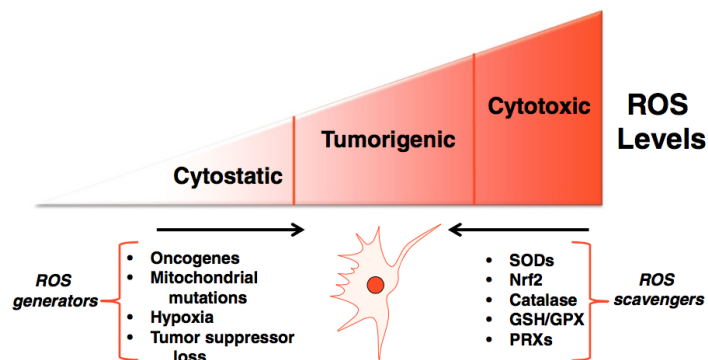 Cytotoxic
ROS
Levels
Tumorigenic
Cytostatic
ROS
generators
• Oncogenes
• Mitochondrial
mutations
• Hypoxia
• Tumor suppressor
loss
• SODs
• Nrf2
• Catalase
• GSH/GPX
• PRXs
ROS
scavengers